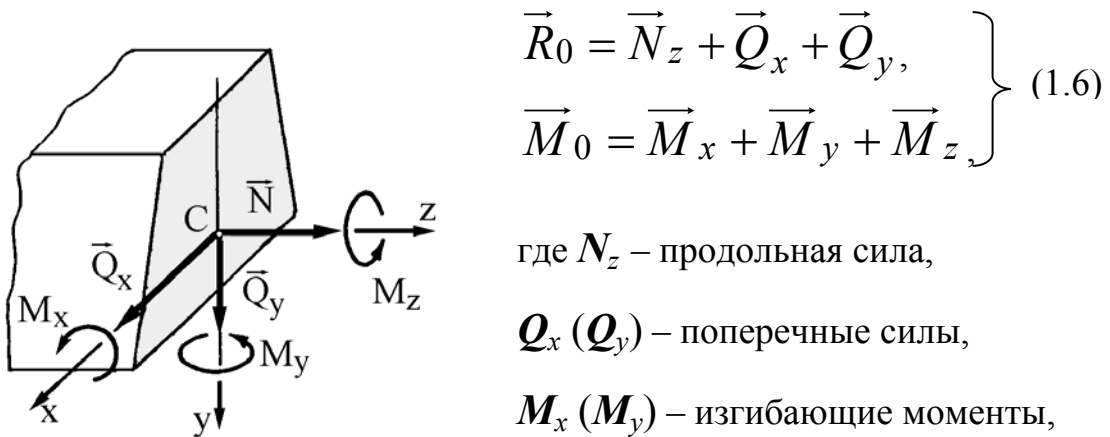 R⃗0 = N⃗z + Q⃗x + Q⃗y,
M⃗0 = M⃗x + M⃗y + M⃗z,
(1.6)
где Nz – продольная сила,
Qx (Qy) – поперечные силы,
Mx (My) – изгибающие моменты,
C
N⃗
z
Q⃗x
Q⃗y
Mz
Mx
My
x
y